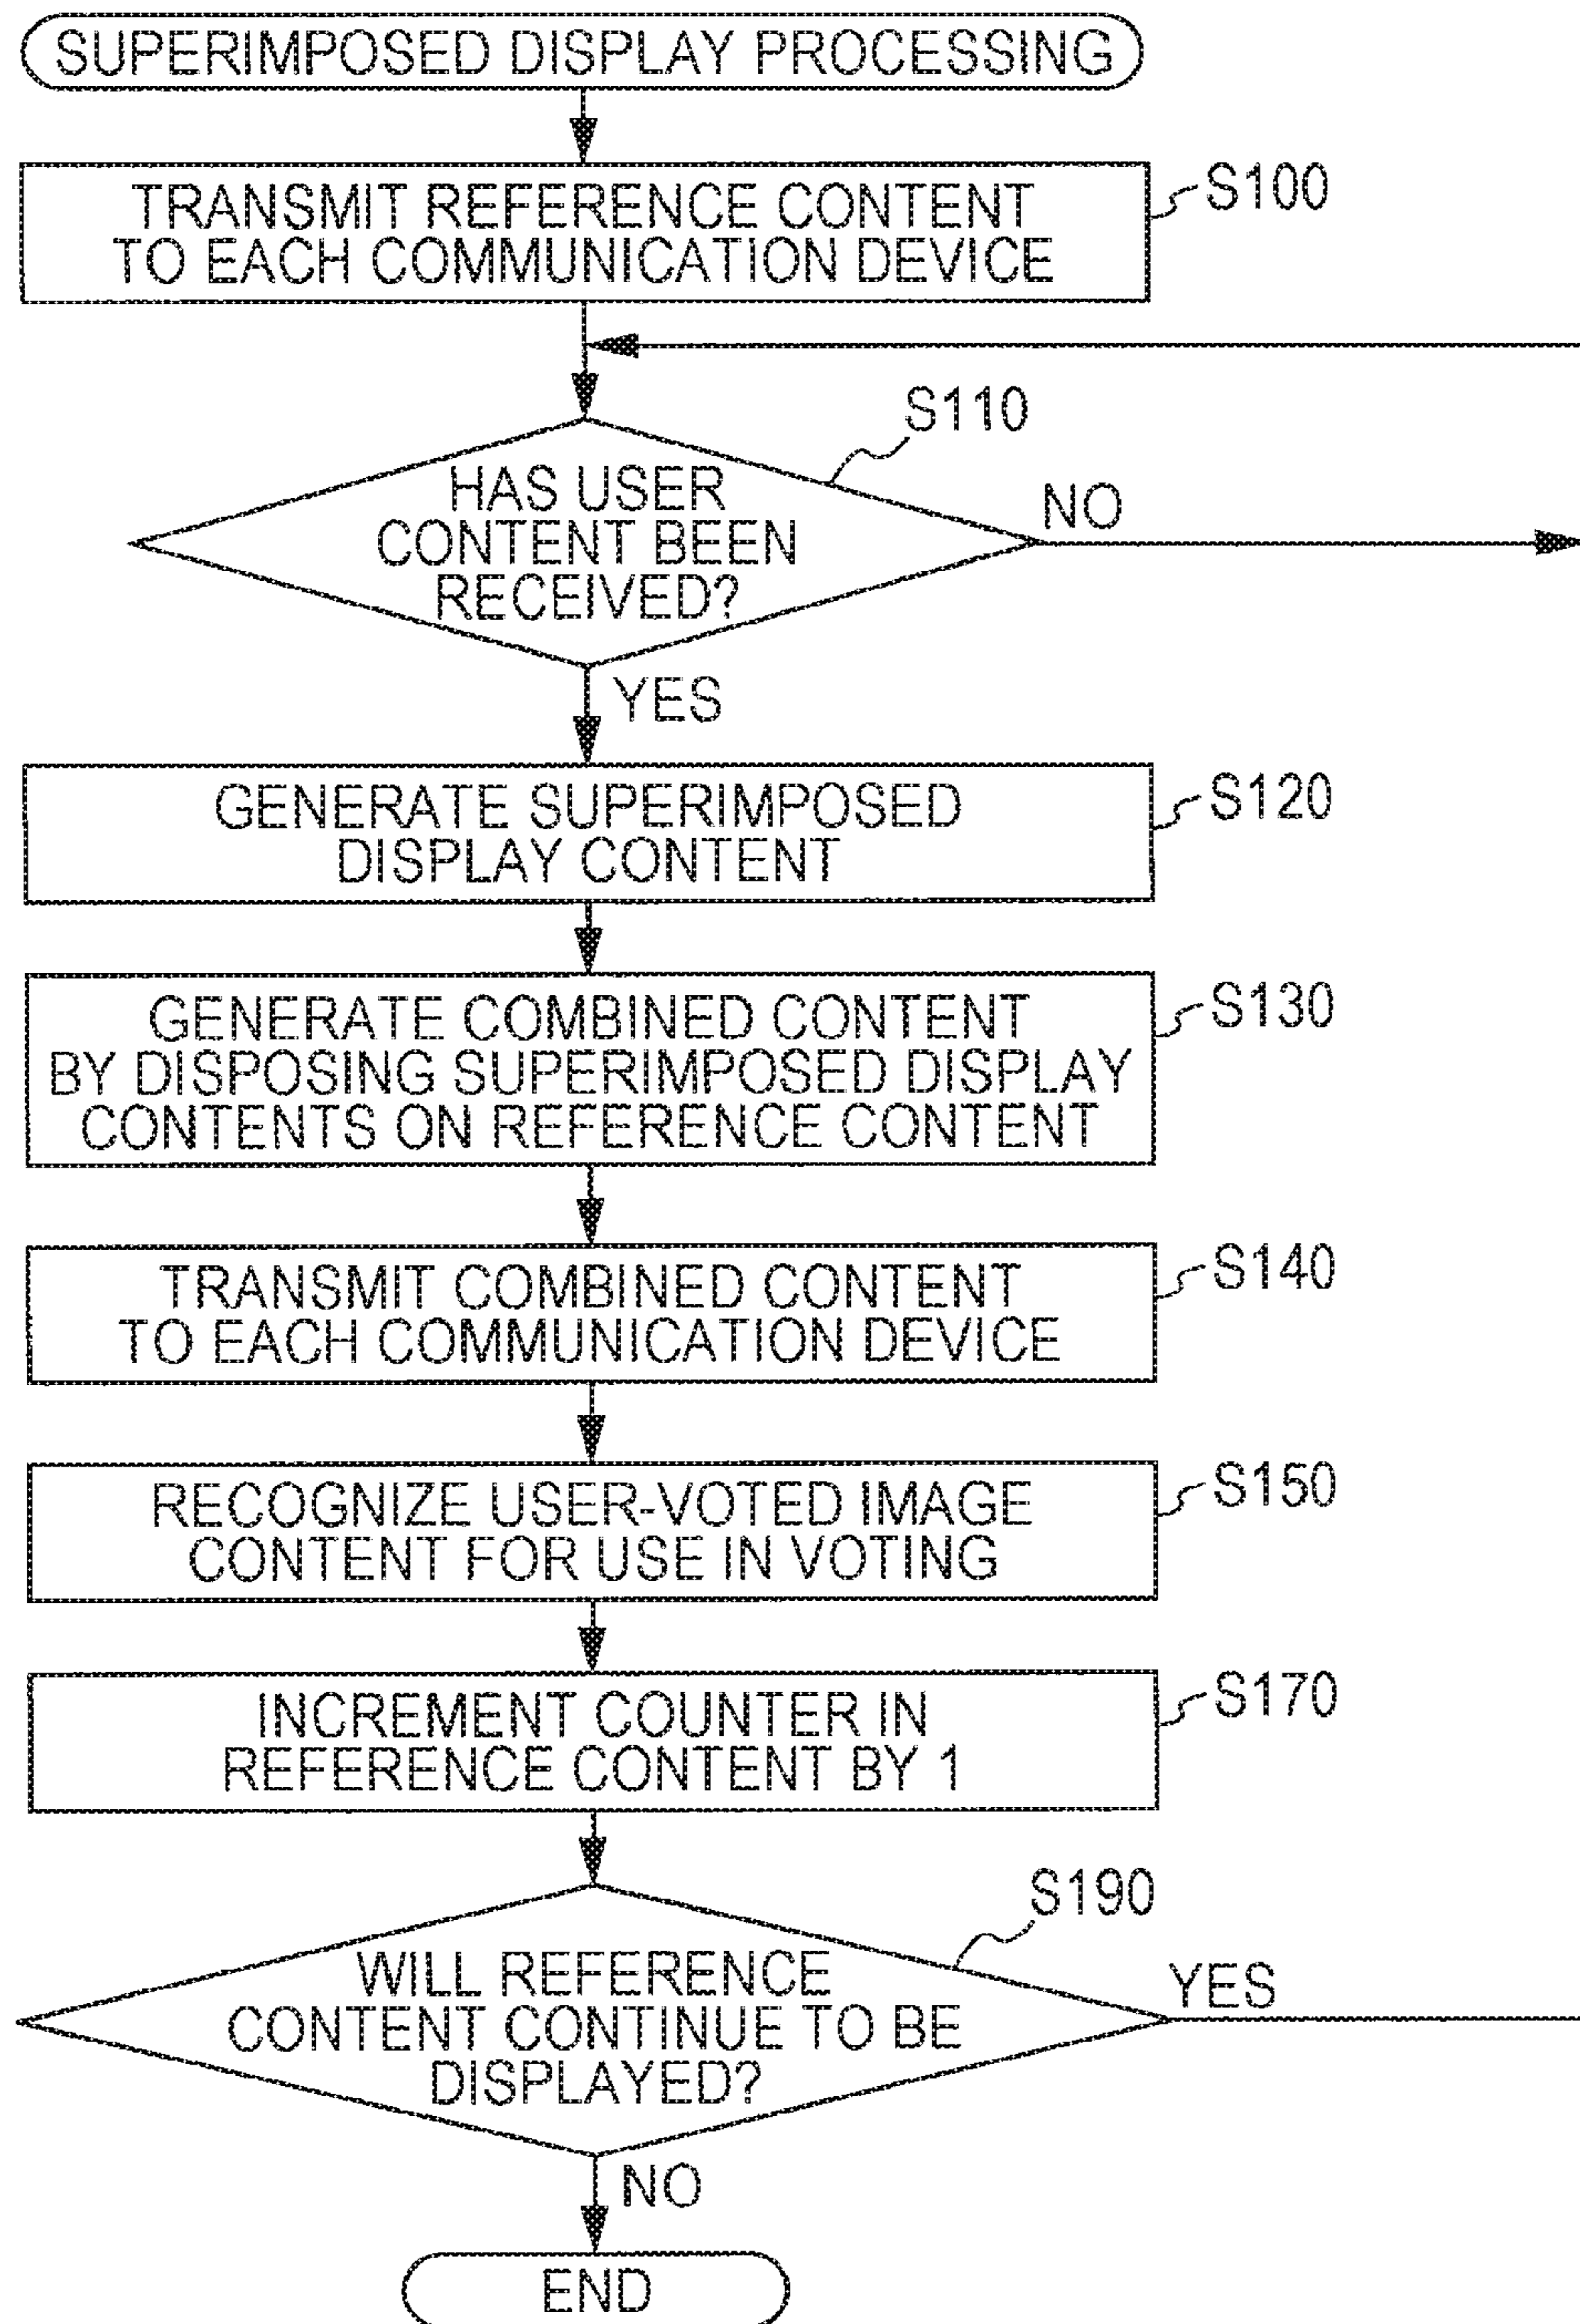 SUPERIMPOSED DISPLAY PROCESSING
TRANSMIT REFERENCE CONTENT
TO EACH COMMUNICATION DEVICE
S100
S110
HAS USER
CONTENT BEEN
RECEIVED?
NO
YES
GENERATE SUPERIMPOSED
DISPLAY CONTENT
S120
GENERATE COMBINED CONTENT
BY DISPOSING SUPERIMPOSED DISPLAY
CONTENTS ON REFERENCE CONTENT
S130
TRANSMIT COMBINED CONTENT
TO EACH COMMUNICATION DEVICE
S140
RECOGNIZE USER-VOTED IMAGE
CONTENT FOR USE IN VOTING
S150
INCREMENT COUNTER IN
REFERENCE CONTENT BY 1
S170
S190
WILL REFERENCE
CONTENT CONTINUE TO BE
DISPLAYED?
YES
NO
END